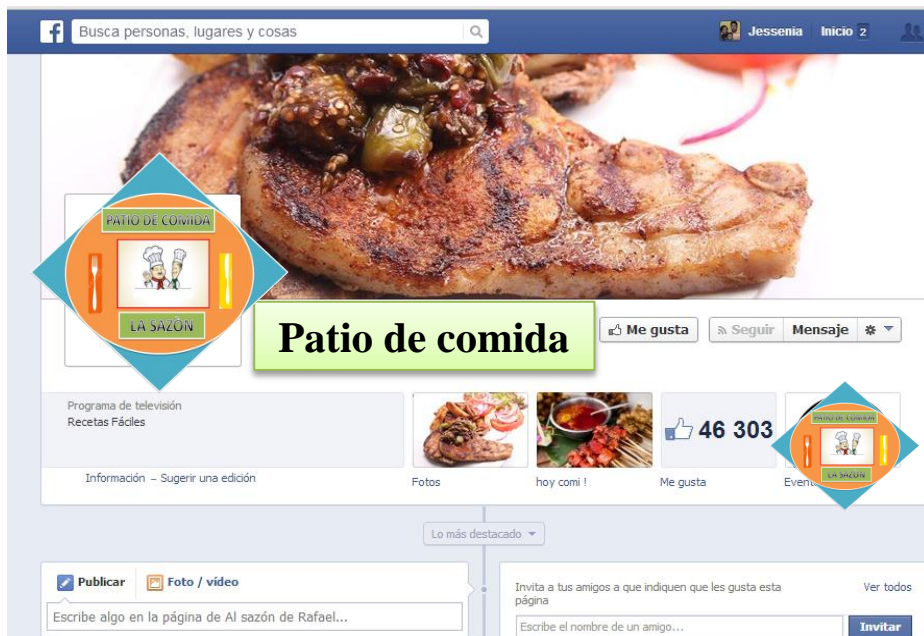 Busca personas, lugares y cosas
Jessenia Inicio 2
PATIO DE COMIDA
LA SAZÓN
Patio de comida
Me gusta Seguir Mensaje
Programa de televisión
Recetas Fáciles
46 303
PATIO DE COMIDA
LA SAZÓN
Información – Sugerir una edición
Fotos hoy comi ! Me gusta
Lo más destacado
Publicar Foto / vídeo
Escribe algo en la página de Al sazón de Rafael...
Invita a tus amigos a que indiquen que les gusta esta
página
Ver todos
Escribe el nombre de un amigo...
Invitar